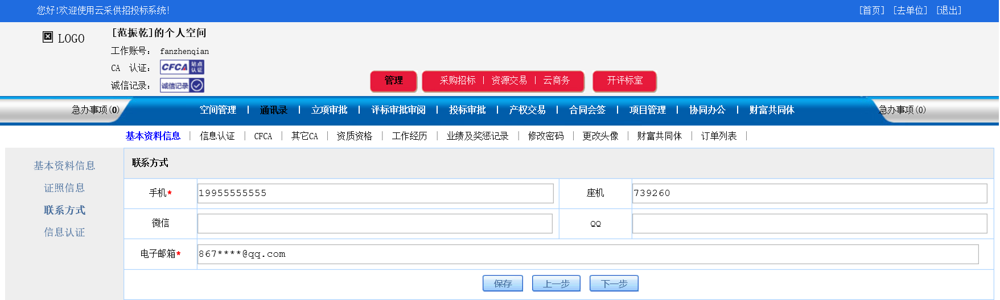 您好!欢迎使用云采供招投标系统! [首页] [去单位] [退出]
LOGO
[范振乾]的个人空间
工作账号: fanzhenqian
CA 认证: CFCA 站点认证
诚信记录: 诚信记录
管理 采购招标 | 资源交易 | 云商务 开评标室
急办事项(0) 空间管理 | 通讯录 | 立项审批 | 评标审批审阅 | 投标审批 | 产权交易 | 合同会签 | 项目管理 | 协同办公 | 财富共同体 急办事项(0)
基本资料信息 | 信息认证 | CFCA | 其它CA | 资质资格 | 工作经历 | 业绩及奖惩记录 | 修改密码 | 更改头像 | 财富共同体 | 订单列表 |
基本资料信息
证照信息
联系方式
信息认证
联系方式
手机* 19955555555 座机 739260
微信 QQ
电子邮箱* 867****@qq.com
保存 上一步 下一步